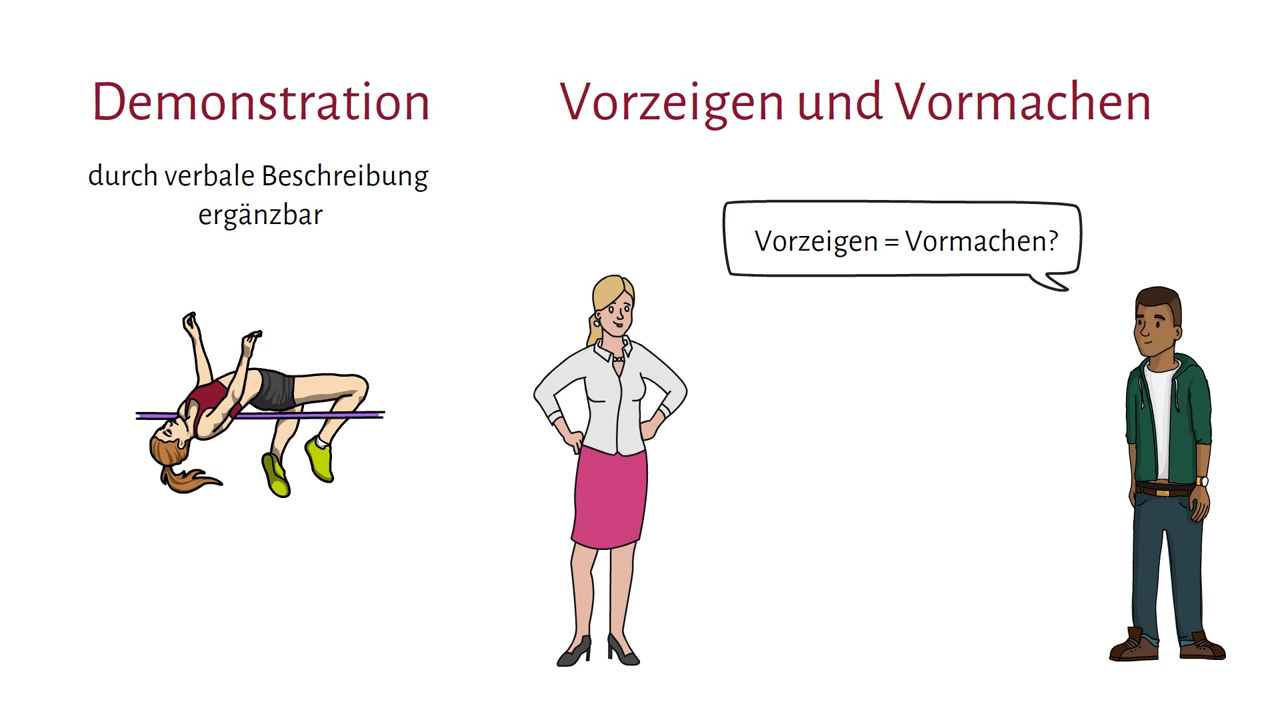 Demonstration
durch verbale Beschreibung
ergänzbar
Vorzeigen und Vormachen
Vorzeigen = Vormachen?